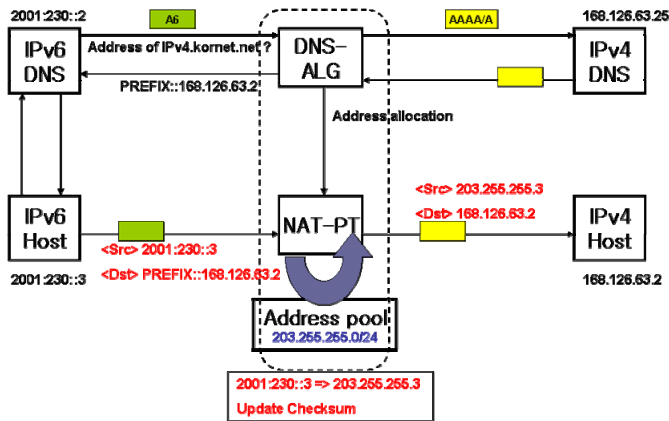 2001:230::2
A6
AAAA/A
168.126.63.25
IPv6
DNS
Address of IPv4.kornet.net ?
DNS-
ALG
IPv4
DNS
PREFIX::168.126.63.2
Address allocation
<Src> 203.255.255.3
<Dst> 168.126.63.2
IPv6
Host
NAT-PT
IPv4
Host
<Src> 2001:230::3
<Dst> PREFIX::168.126.63.2
2001:230::3
168.126.63.2
Address pool
203.255.255.0/24
2001:230::3 => 203.255.255.3
Update Checksum